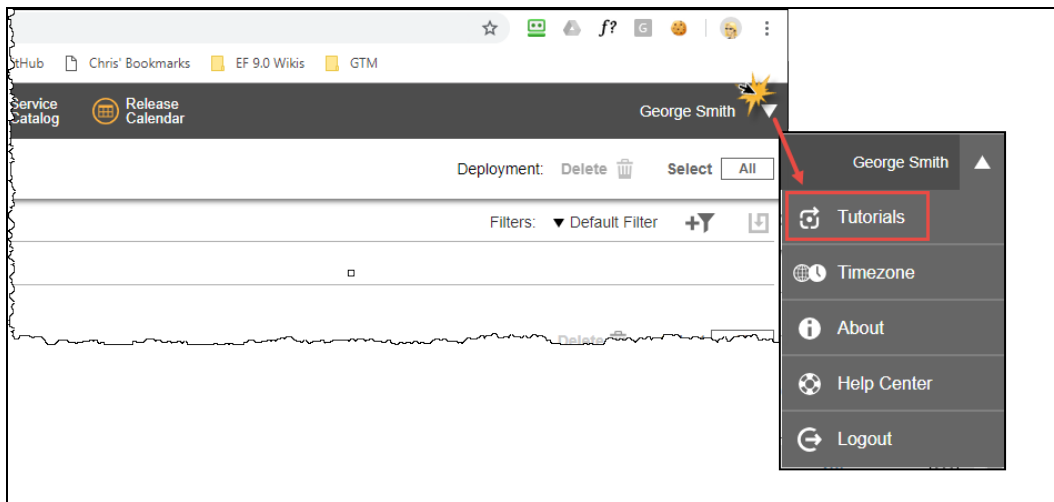 f?
G
tHub Chris' Bookmarks EF 9.0 Wikis GTM
Service
Catalog
Release
Calendar
George Smith
Deployment: Delete Select All
Filters: Default Filter
Delete
George Smith
Tutorials
Timezone
About
Help Center
Logout